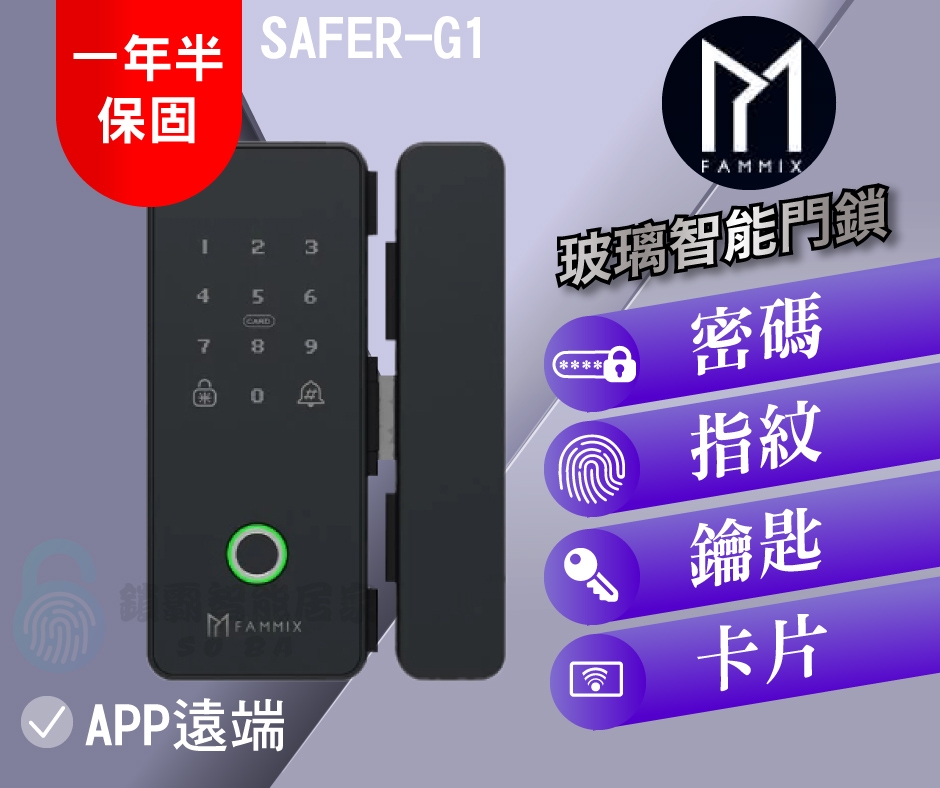 一年半
保固
SAFER-G1
FAMMIX
玻璃智能門鎖
1 2 3
4 5 6
CARD
7 8 9
* 0 #
****
密碼
指紋
鑰匙
卡片
FAMMIX
APP遠端